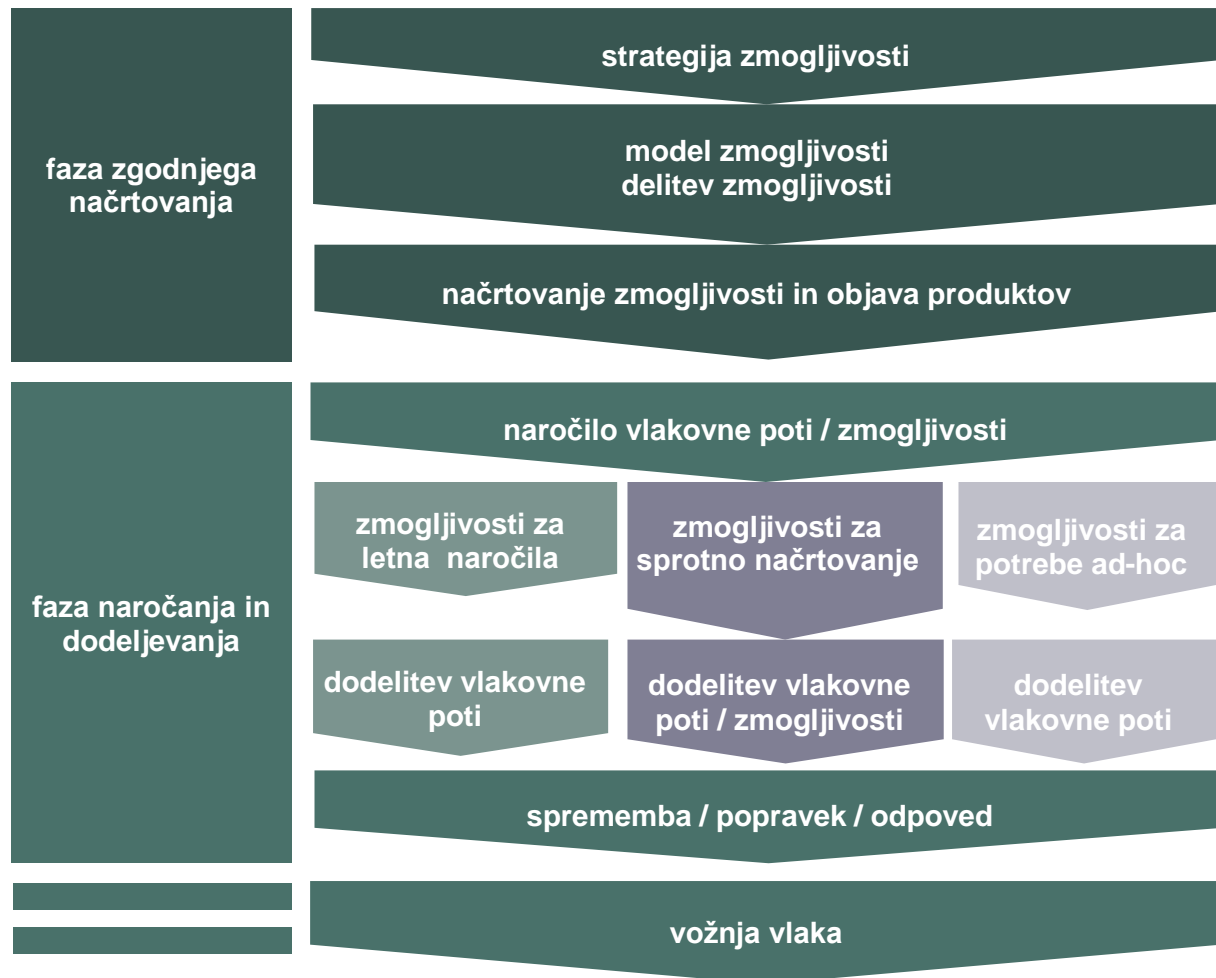 strategija zmogljivosti
faza zgodnjega
načrtovanja
model zmogljivosti
delitev zmogljivosti
načrtovanje zmogljivosti in objava produktov
naročilo vlakovne poti / zmogljivosti
faza naročanja in
dodeljevanja
zmogljivosti za
letna naročila
zmogljivosti za
sprotno načrtovanje
zmogljivosti za
potrebe ad-hoc
dodelitev vlakovne
poti
dodelitev vlakovne
poti / zmogljivosti
dodelitev
vlakovne poti
sprememba / popravek / odpoved
vožnja vlaka